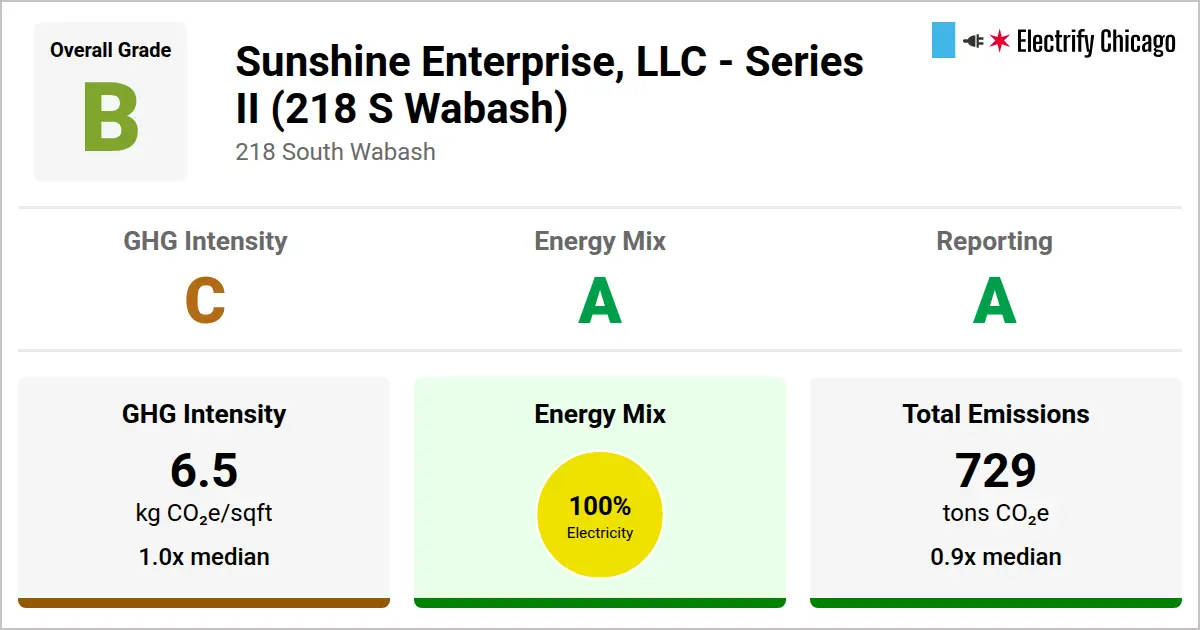 Overall Grade
B
Sunshine Enterprise, LLC - Series
II (218 S Wabash)
218 South Wabash
Electrify Chicago
GHG Intensity
C
Energy Mix
A
Reporting
A
GHG Intensity
6.5
kg CO₂e/sqft
1.0x median
Energy Mix
100%
Electricity
Total Emissions
729
tons CO₂e
0.9x median